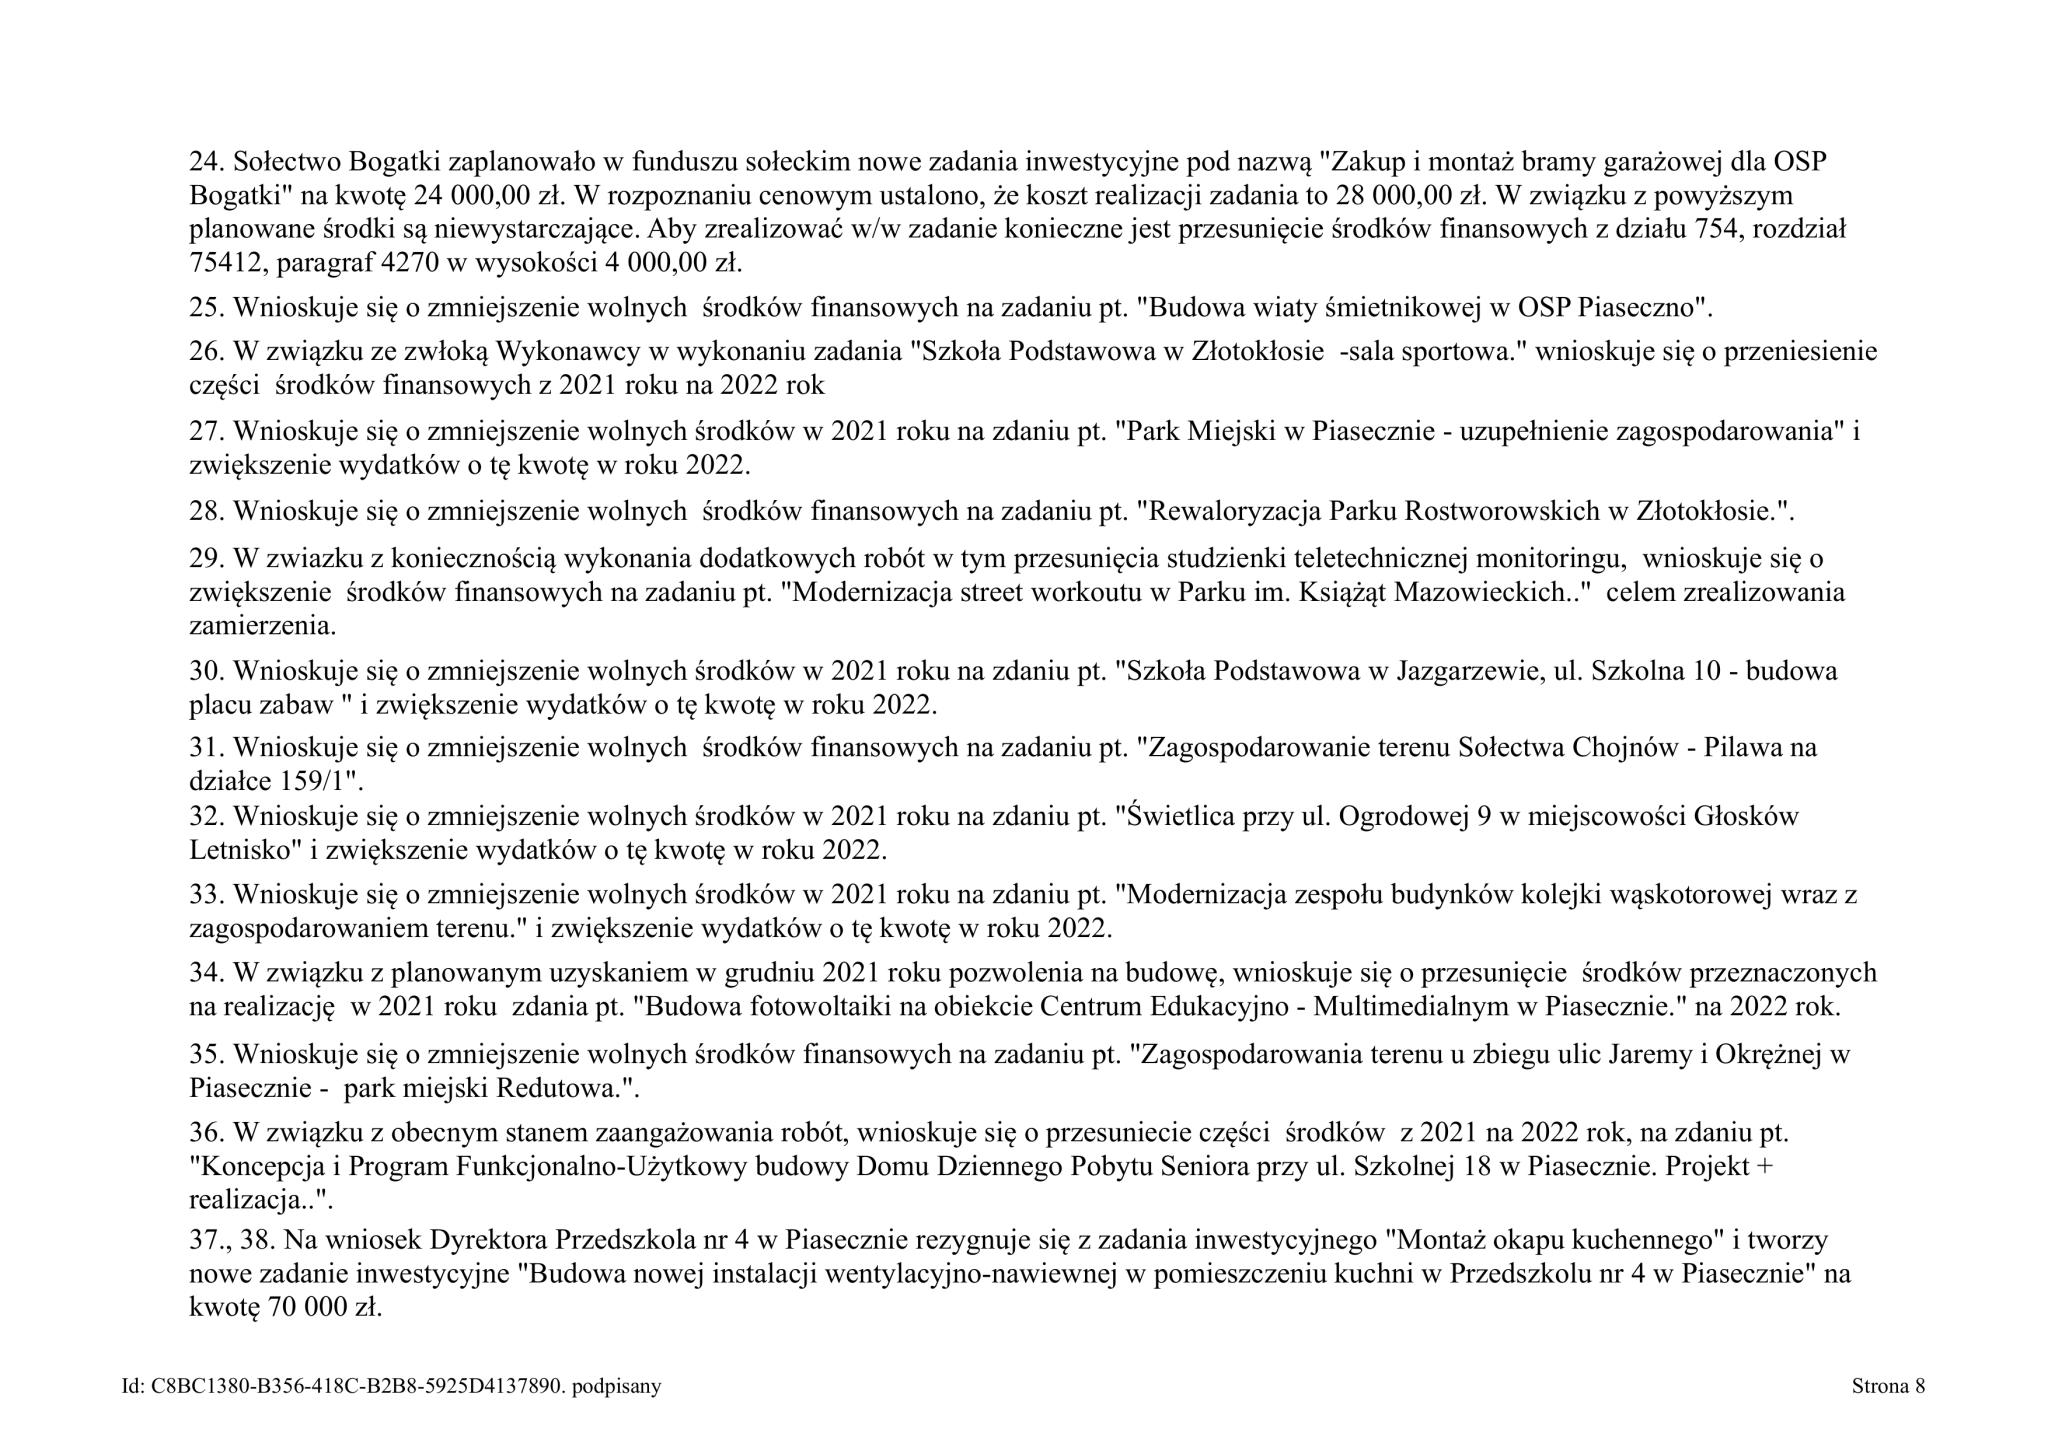 24. Sołectwo Bogatki zaplanowało w funduszu sołeckim nowe zadania inwestycyjne pod nazwą "Zakup i montaż bramy garażowej dla OSP
Bogatki" na kwotę 24 000,00 zł. W rozpoznaniu cenowym ustalono, że koszt realizacji zadania to 28 000,00 zł. W związku z powyższym
planowane środki są niewystarczające. Aby zrealizować w/w zadanie konieczne jest przesunięcie środków finansowych z działu 754, rozdział
75412, paragraf 4270 w wysokości 4 000,00 zł.
25. Wnioskuje się o zmniejszenie wolnych  środków finansowych na zadaniu pt. "Budowa wiaty śmietnikowej w OSP Piaseczno".
26. W związku ze zwłoką Wykonawcy w wykonaniu zadania "Szkoła Podstawowa w Złotokłosie  -sala sportowa." wnioskuje się o przeniesienie
części  środków finansowych z 2021 roku na 2022 rok
27. Wnioskuje się o zmniejszenie wolnych środków w 2021 roku na zdaniu pt. "Park Miejski w Piasecznie - uzupełnienie zagospodarowania" i
zwiększenie wydatków o tę kwotę w roku 2022.
28. Wnioskuje się o zmniejszenie wolnych  środków finansowych na zadaniu pt. "Rewaloryzacja Parku Rostworowskich w Złotokłosie.".
29. W zwiazku z koniecznością wykonania dodatkowych robót w tym przesunięcia studzienki teletechnicznej monitoringu,  wnioskuje się o
zwiększenie  środków finansowych na zadaniu pt. "Modernizacja street workoutu w Parku im. Książąt Mazowieckich.."  celem zrealizowania
zamierzenia.
30. Wnioskuje się o zmniejszenie wolnych środków w 2021 roku na zdaniu pt. "Szkoła Podstawowa w Jazgarzewie, ul. Szkolna 10 - budowa
placu zabaw " i zwiększenie wydatków o tę kwotę w roku 2022.
31. Wnioskuje się o zmniejszenie wolnych  środków finansowych na zadaniu pt. "Zagospodarowanie terenu Sołectwa Chojnów - Pilawa na
działce 159/1".
32. Wnioskuje się o zmniejszenie wolnych środków w 2021 roku na zdaniu pt. "Świetlica przy ul. Ogrodowej 9 w miejscowości Głosków
Letnisko" i zwiększenie wydatków o tę kwotę w roku 2022.
33. Wnioskuje się o zmniejszenie wolnych środków w 2021 roku na zdaniu pt. "Modernizacja zespołu budynków kolejki wąskotorowej wraz z
zagospodarowaniem terenu." i zwiększenie wydatków o tę kwotę w roku 2022.
34. W związku z planowanym uzyskaniem w grudniu 2021 roku pozwolenia na budowę, wnioskuje się o przesunięcie  środków przeznaczonych
na realizację  w 2021 roku  zdania pt. "Budowa fotowoltaiki na obiekcie Centrum Edukacyjno - Multimedialnym w Piasecznie." na 2022 rok.
35. Wnioskuje się o zmniejszenie wolnych środków finansowych na zadaniu pt. "Zagospodarowania terenu u zbiegu ulic Jaremy i Okrężnej w
Piasecznie -  park miejski Redutowa.".
36. W związku z obecnym stanem zaangażowania robót, wnioskuje się o przesuniecie części  środków  z 2021 na 2022 rok, na zdaniu pt.
"Koncepcja i Program Funkcjonalno-Użytkowy budowy Domu Dziennego Pobytu Seniora przy ul. Szkolnej 18 w Piasecznie. Projekt +
realizacja..".
37., 38. Na wniosek Dyrektora Przedszkola nr 4 w Piasecznie rezygnuje się z zadania inwestycyjnego "Montaż okapu kuchennego" i tworzy
nowe zadanie inwestycyjne "Budowa nowej instalacji wentylacyjno-nawiewnej w pomieszczeniu kuchni w Przedszkolu nr 4 w Piasecznie" na
kwotę 70 000 zł.
Id: C8BC1380-B356-418C-B2B8-5925D4137890. podpisany
Strona 8